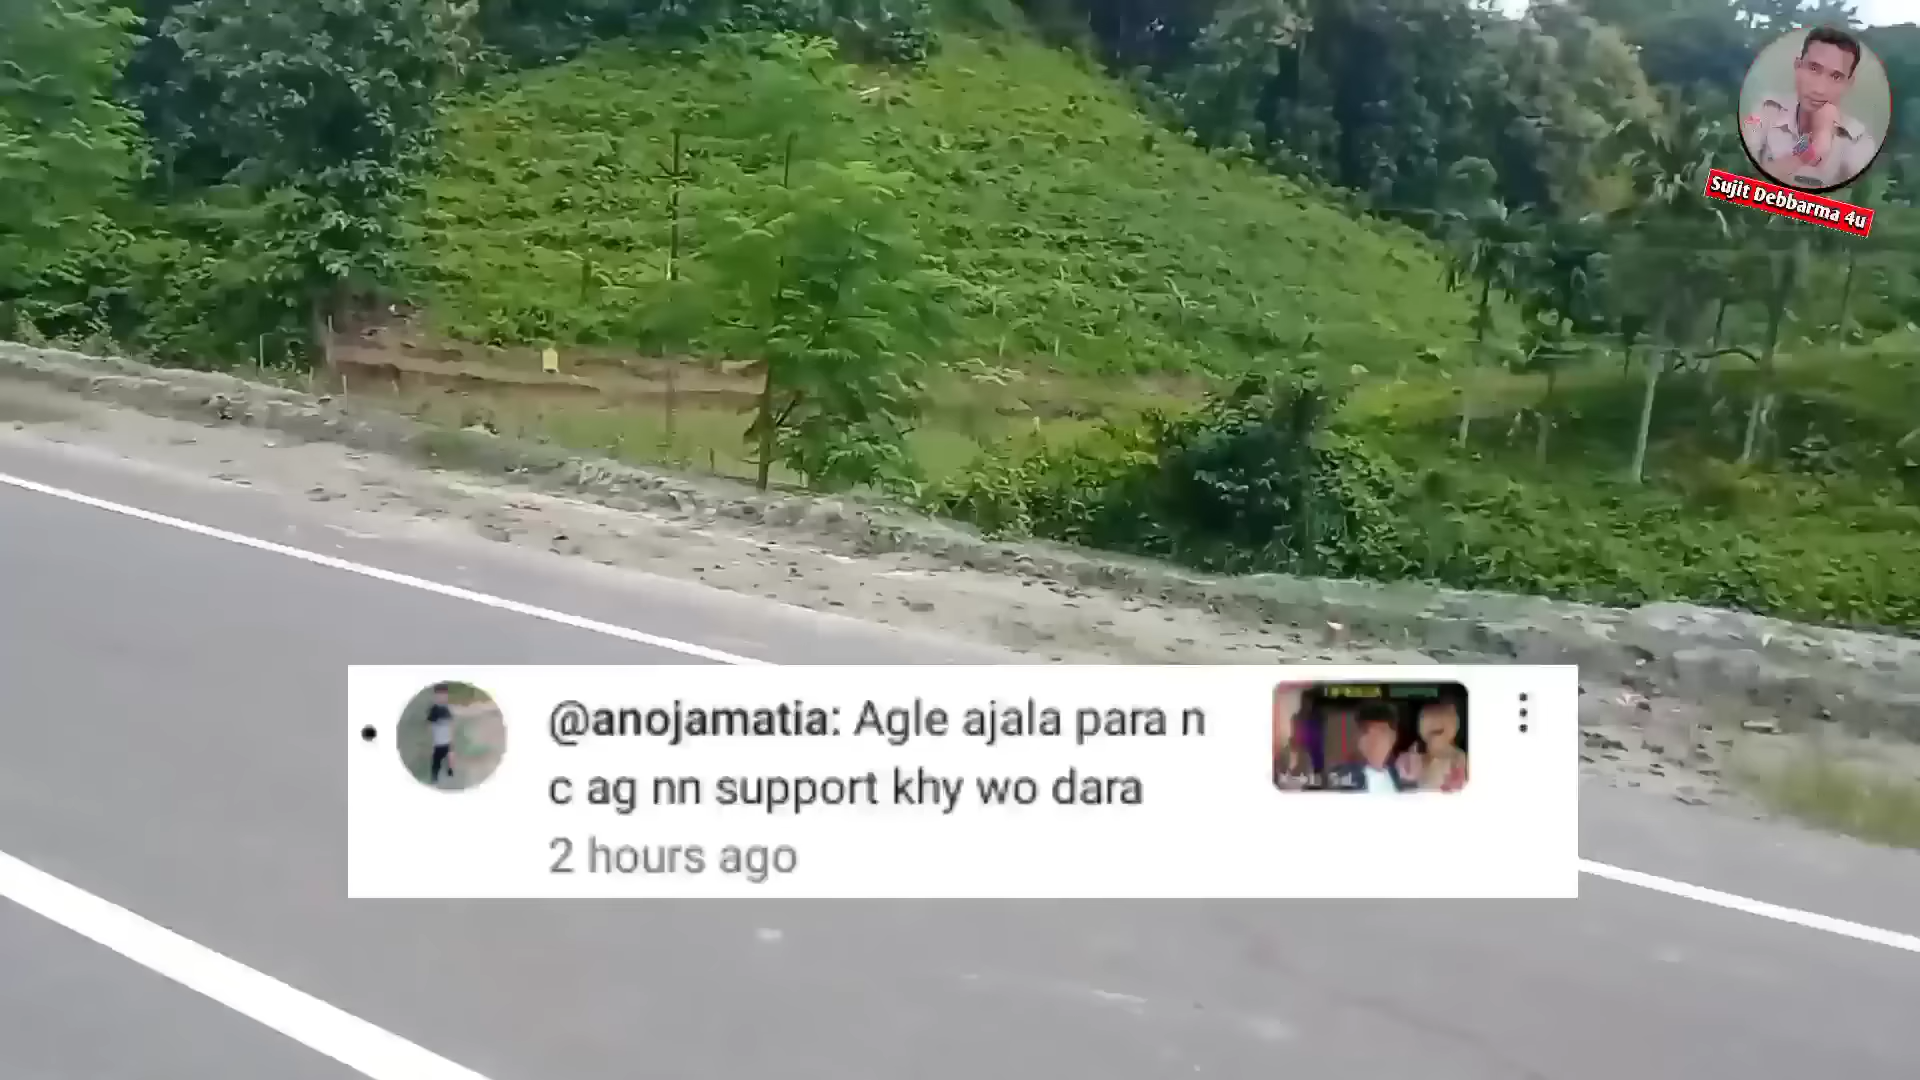 Sujit Debbarma 4u
@anojamatia: Agle ajala para n
c ag nn support khy wo dara
2 hours ago